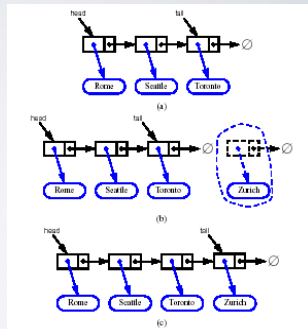 head tail
∅
Rome Seattle Toronto
(a)
head tail
∅ ∅
Rome Seattle Toronto Zurich
(b)
head tail
∅
Rome Seattle Toronto Zurich
(c)